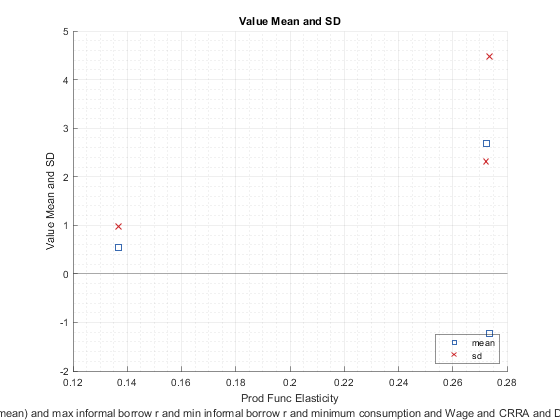 Value Mean and SD
5
4
3
2
1
0
-1
-2
Value Mean and SD
0.12 0.14 0.16 0.18 0.2 0.22 0.24 0.26 0.28
Prod Func Elasticity
mean
sd
mean) and max informal borrow r and min informal borrow r and minimum consumption and Wage and CRRA and